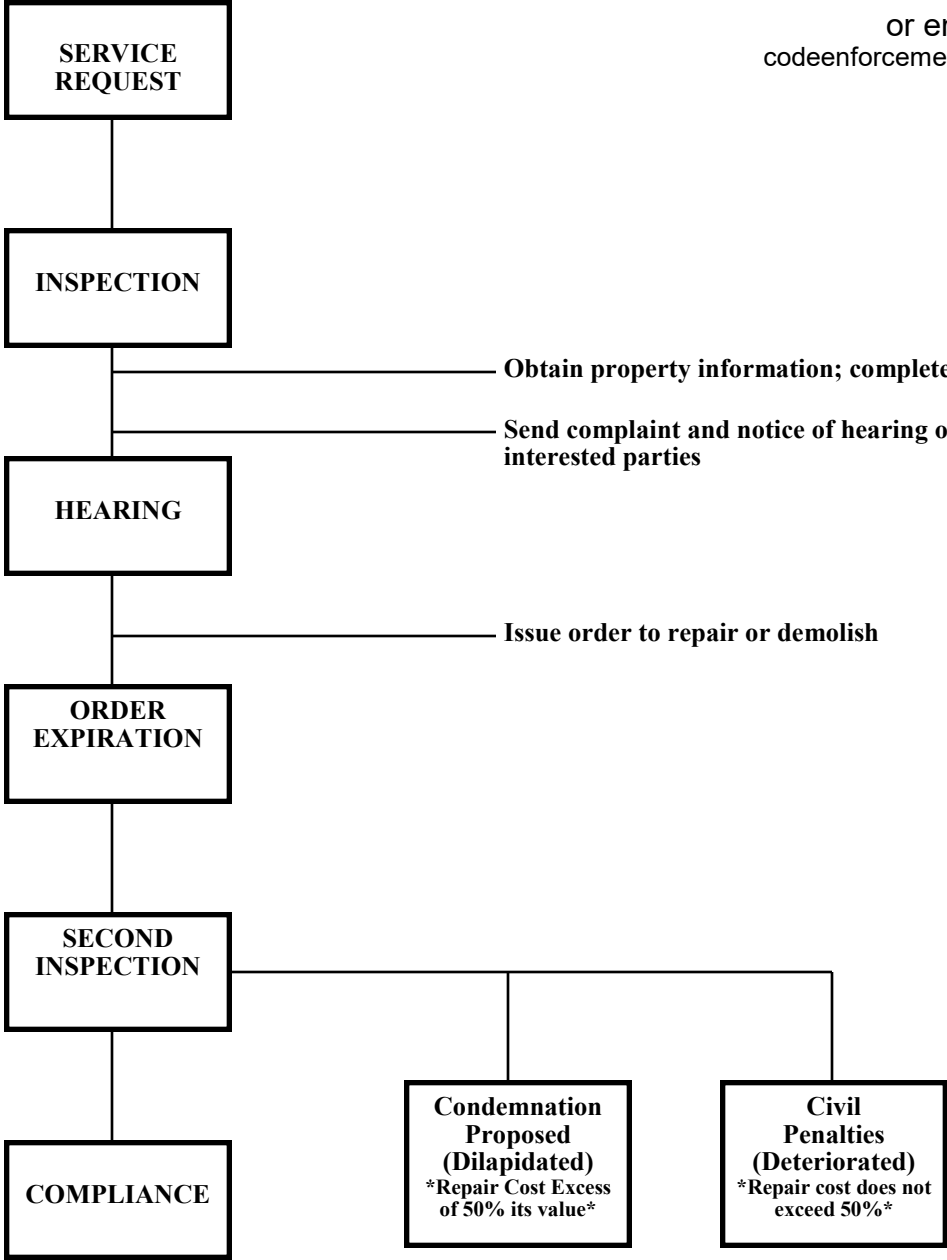 or
SERVICE
REQUEST
INSPECTION
Obtain property information; complete
Send complaint and notice of hearing
interested parties
HEARING
Issue order to repair or demolish
ORDER
EXPIRATION
SECOND
INSPECTION
COMPLIANCE
Condemnation
Proposed
(Dilapidated)
*Repair Cost Excess
of 50% its value*
Civil
Penalties
(Deteriorated)
*Repair cost does not
exceed 50%*